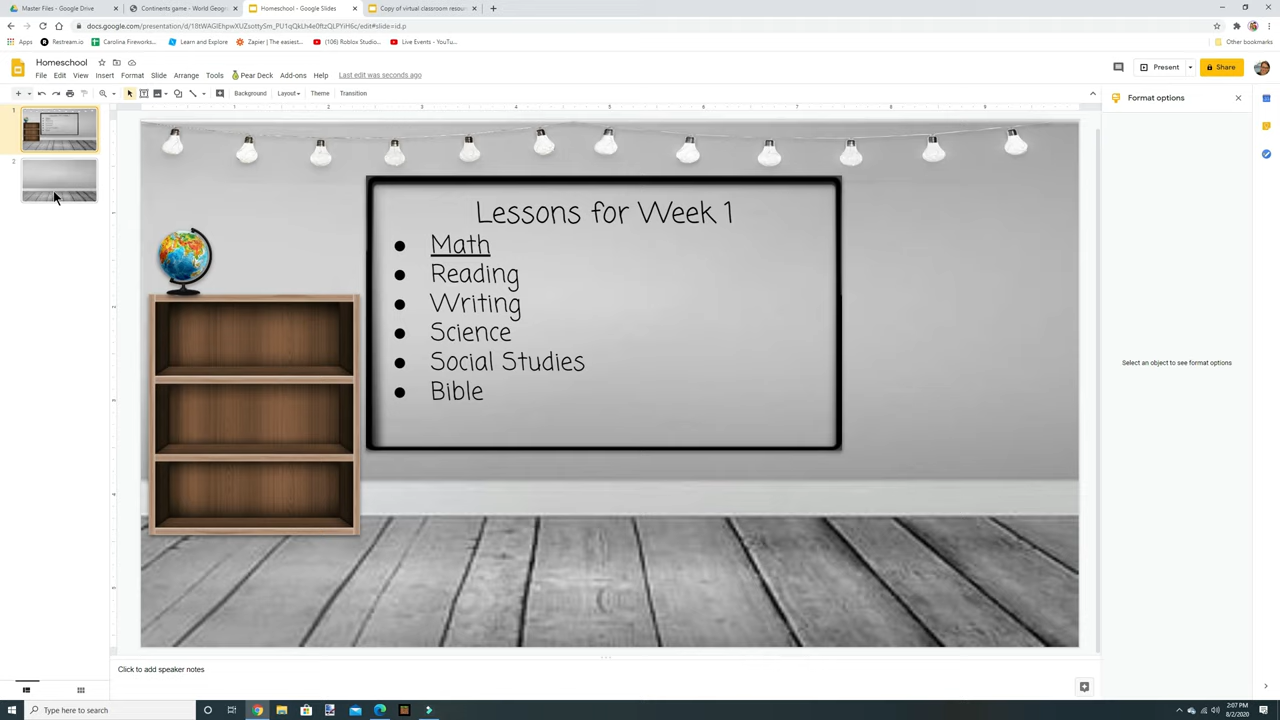 Master Files - Google Drive
Continents game - World Geog
Homeschool - Google Slides
Copy of virtual classroom resou
Apps
Restream.io
Carolina Fireworks...
Learn and Explore
Zapier | The easiest...
(106) Roblox Studio...
Live Events - YouTu...
Other bookmarks
Homeschool
File Edit View Insert Format Slide Arrange Tools Pear Deck Add-ons Help Last edit was seconds ago
Present
Share
Background Layout Theme Transition
Format options
1
2
Lessons for Week 1
● Math
● Reading
● Writing
● Science
● Social Studies
● Bible
Select an object to see format options
Click to add speaker notes
Type here to search
2:07 PM
8/2/2020